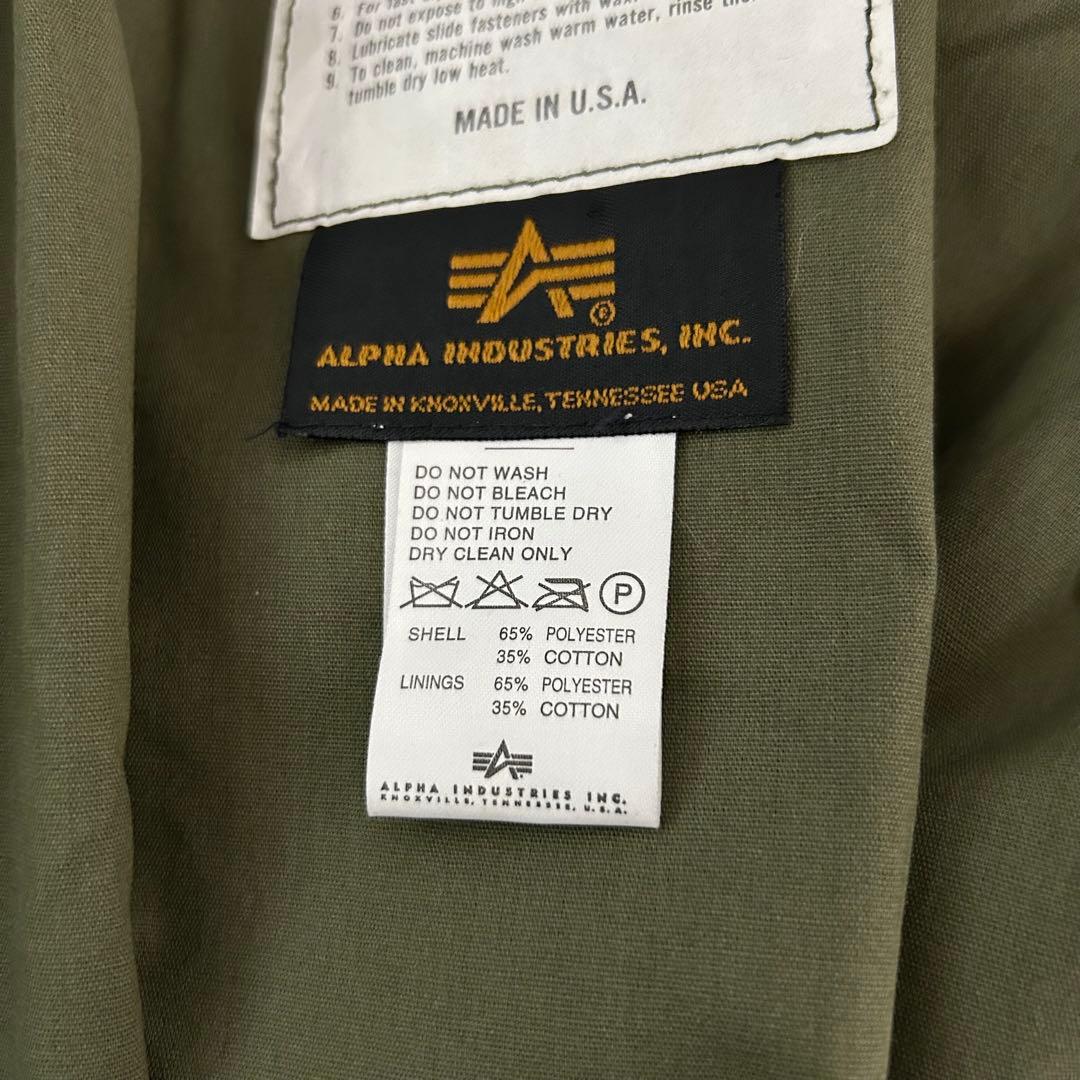 6. For fast
7. Do not expose to high
8. Lubricate slide fasteners with wax
9. To clean, machine wash warm water, rinse
tumble dry low heat.
MADE IN U.S.A.
®
ALPHA INDUSTRIES, INC.
MADE IN KNOXVILLE, TENNESSEE USA
DO NOT WASH
DO NOT BLEACH
DO NOT TUMBLE DRY
DO NOT IRON
DRY CLEAN ONLY
P
SHELL 65% POLYESTER
35% COTTON
LININGS 65% POLYESTER
35% COTTON
ALPHA INDUSTRIES INC.
KNOXVILLE, TENNESSEE, U.S.A.